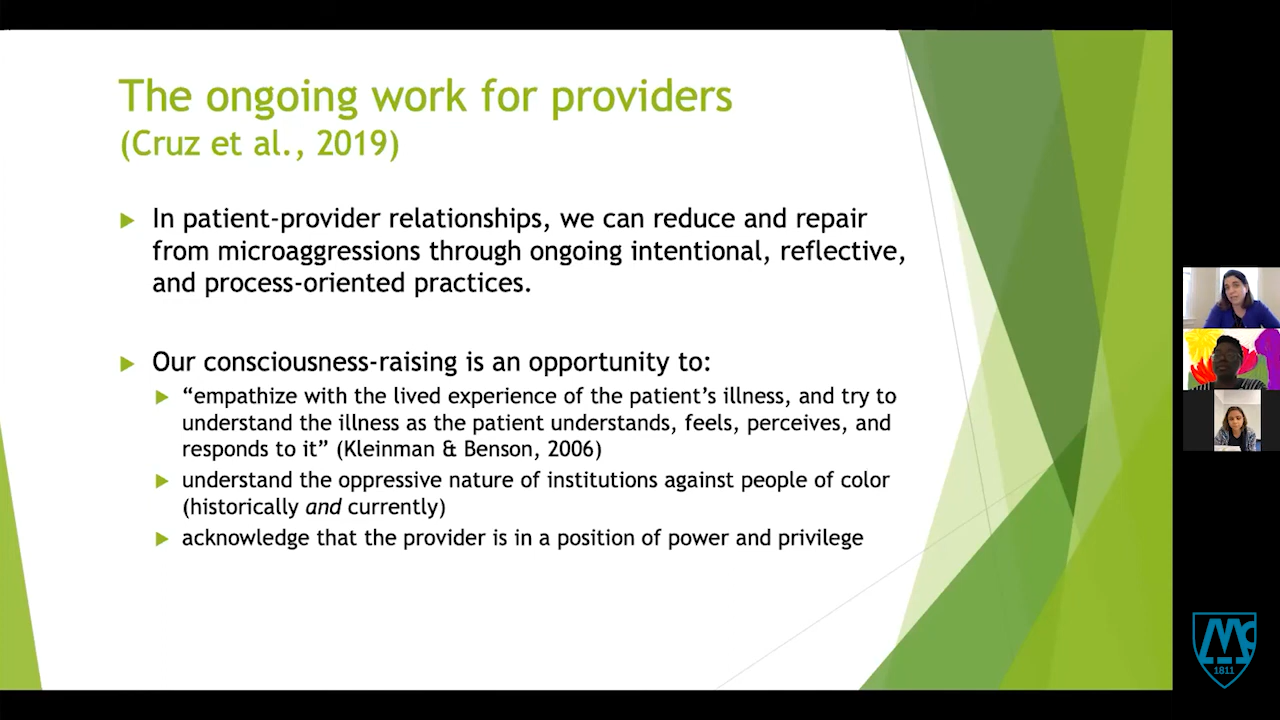 The ongoing work for providers
(Cruz et al., 2019)
In patient-provider relationships, we can reduce and repair
from microaggressions through ongoing intentional, reflective,
and process-oriented practices.
Our consciousness-raising is an opportunity to:
“empathize with the lived experience of the patient’s illness, and try to
understand the illness as the patient understands, feels, perceives, and
responds to it” (Kleinman & Benson, 2006)
understand the oppressive nature of institutions against people of color
(historically and currently)
acknowledge that the provider is in a position of power and privilege
1811